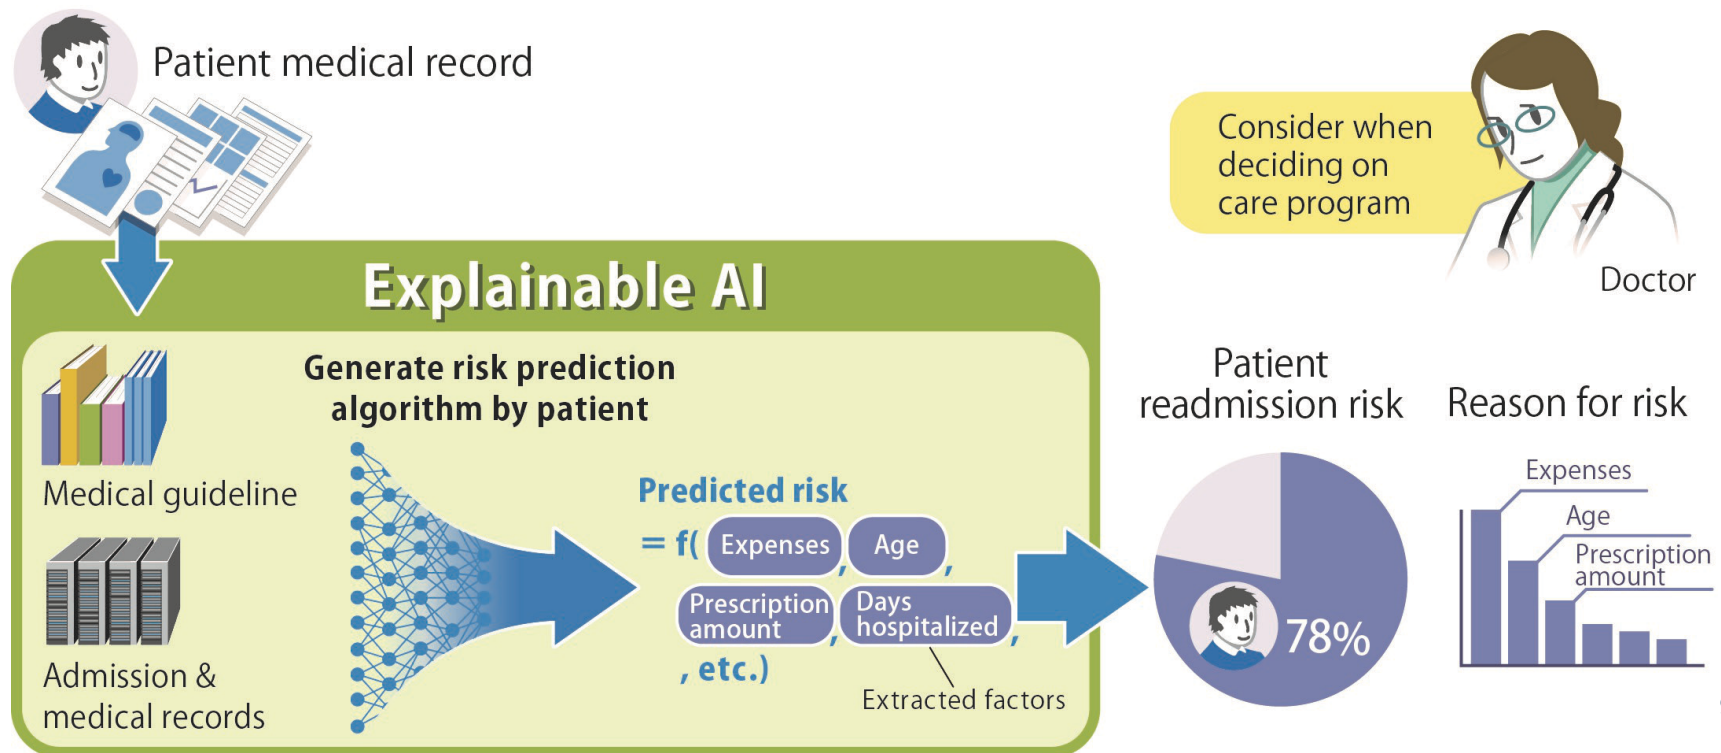 Patient medical record
Consider when
deciding on
care program
Doctor
Explainable AI
Medical guideline
Admission &
medical records
Generate risk prediction
algorithm by patient
Predicted risk
= f( Expenses , Age ,
Prescription
amount , Days
hospitalized ,
, etc.)
Extracted factors
Patient
readmission risk
78%
Reason for risk
Expenses
Age
Prescription
amount